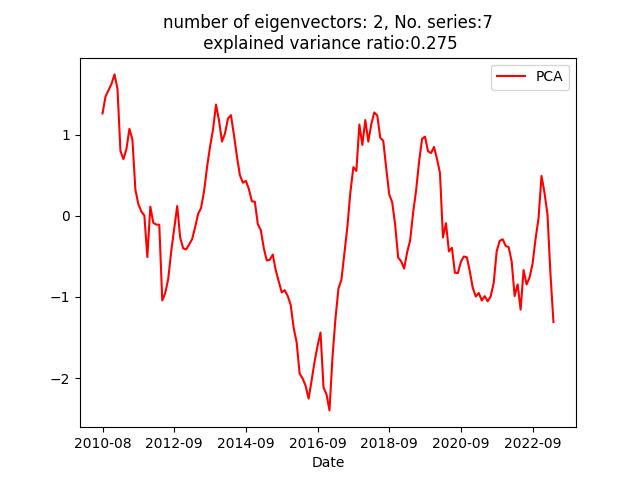 number of eigenvectors: 2, No. series:7
explained variance ratio:0.275
PCA
1
0
−1
−2
2010-08
2012-09
2014-09
2016-09
2018-09
2020-09
2022-09
Date